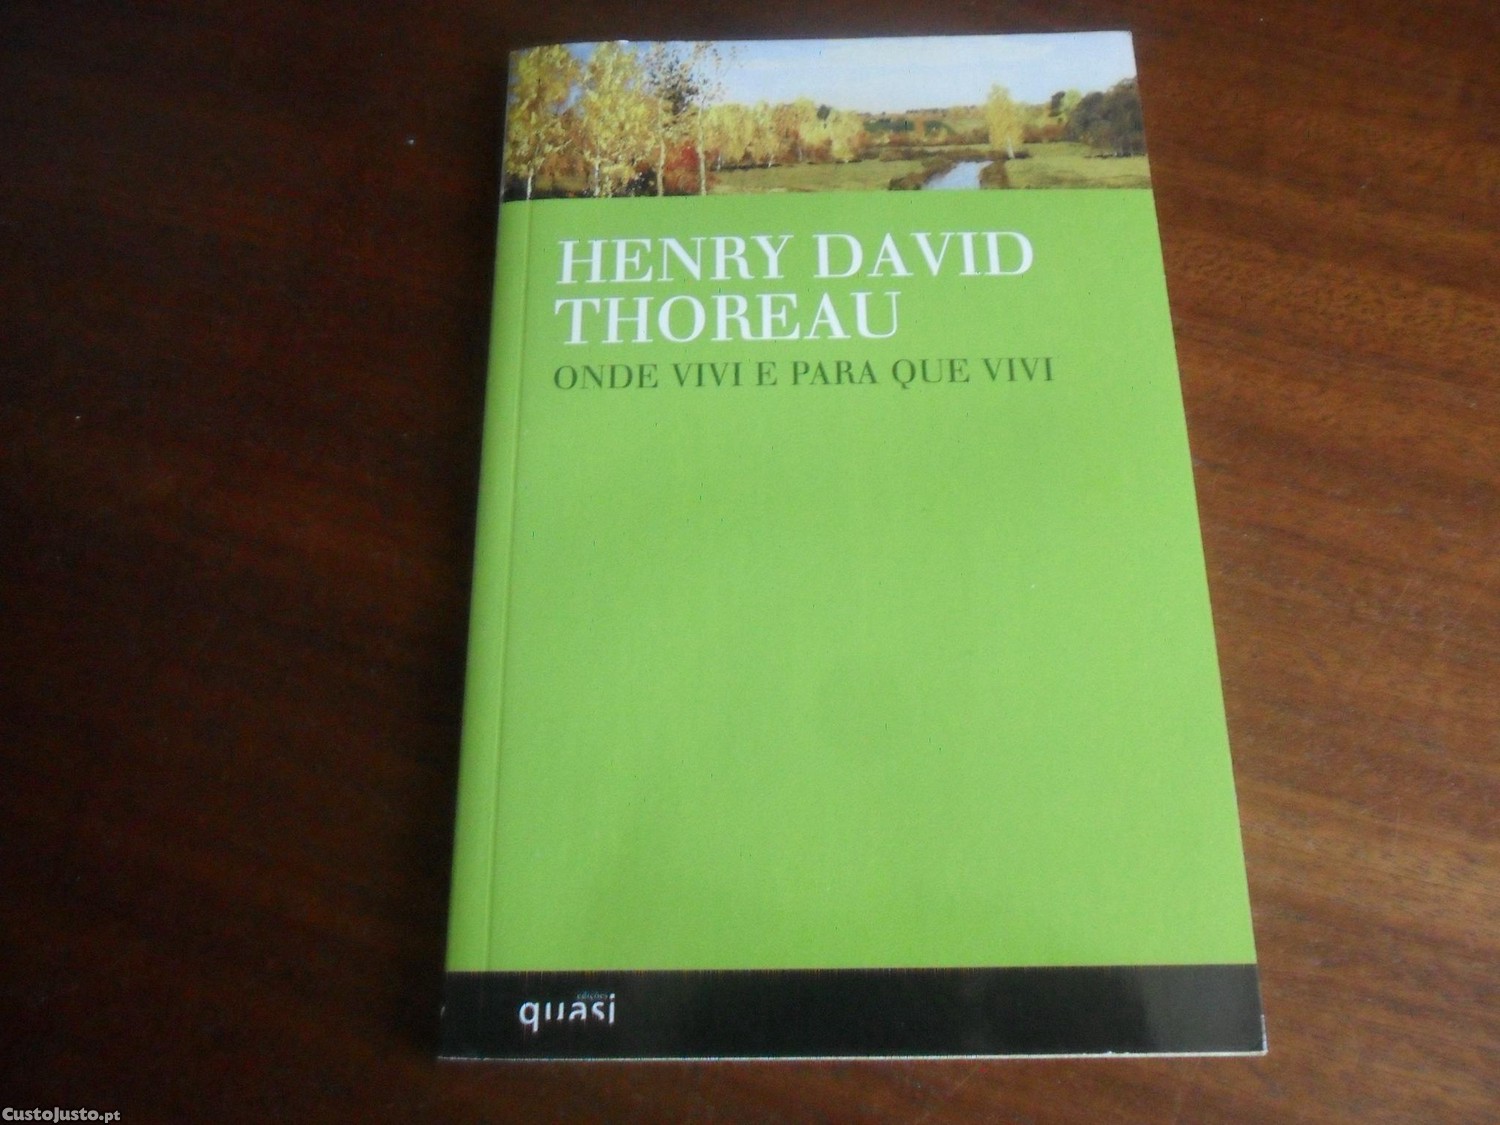 HENRY DAVID
THOREAU
ONDE VIVI E PARA QUE VIVI
quasi
CustoJusto.pt